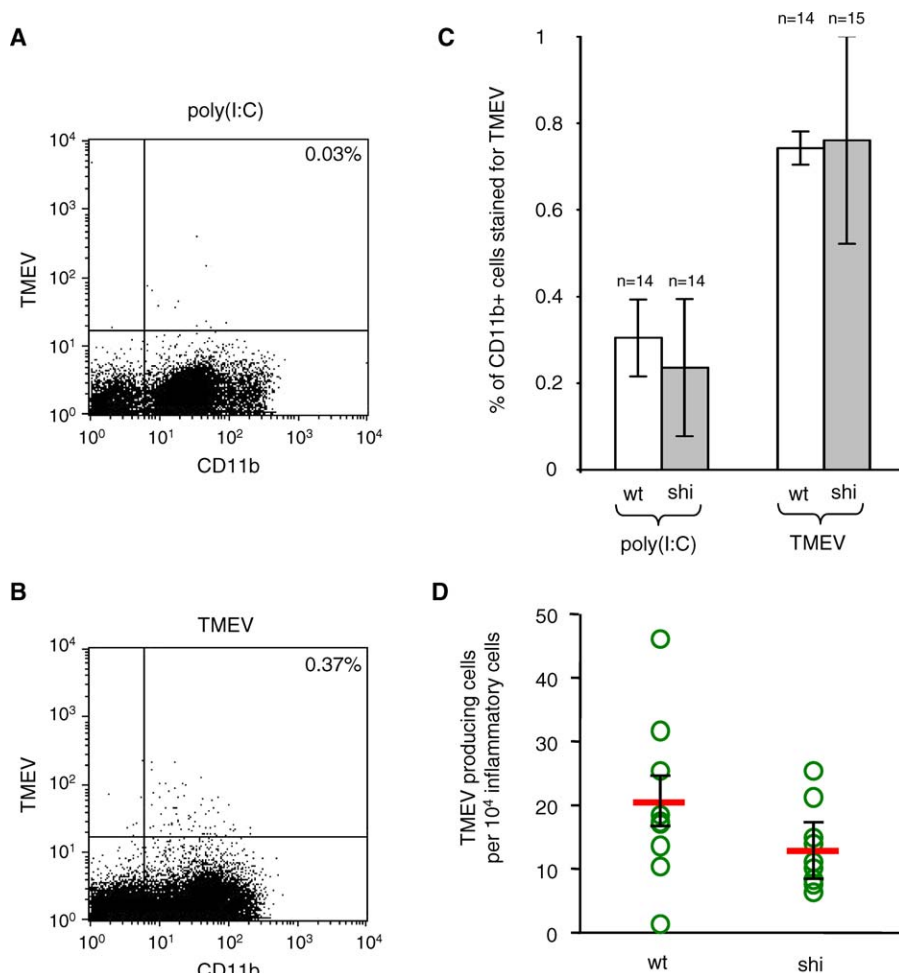 A
poly(I:C)
10⁴
0.03%
10³
TMEV
10²
10¹
10⁰
10⁰ 10¹ 10² 10³ 10⁴
CD11b
B
TMEV
10⁴
0.37%
10³
TMEV
10²
10¹
10⁰
10⁰ 10¹ 10² 10³ 10⁴
CD11b
C
n=14 n=15
1
0.8
0.6
% of CD11b+ cells stained for TMEV
n=14 n=14
0.4
0.2
0
wt shi wt shi
poly(I:C) TMEV
D
50
40
30
TMEV producing cells
per 10⁴ inflammatory cells
20
10
0
wt shi